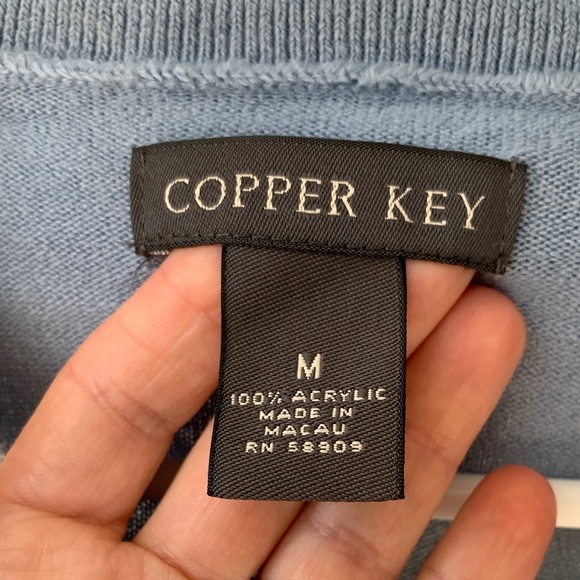 COPPER KEY
M
100% ACRYLIC
MADE IN
MACAU
RN 58909